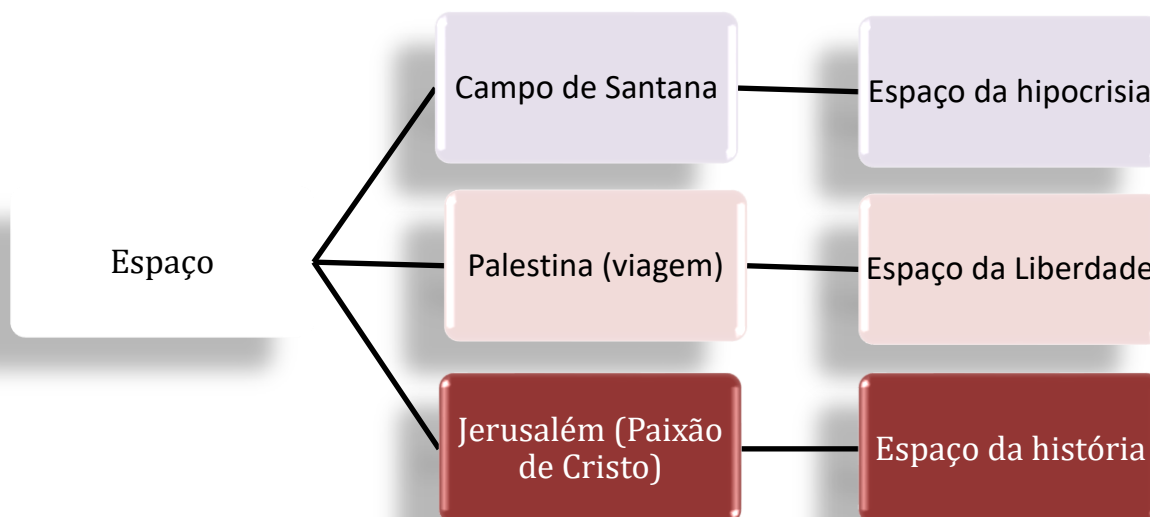 Espaço
Campo de Santana
Espaço da hipocrisia
Palestina (viagem)
Espaço da Liberdade
Jerusalém (Paixão
de Cristo)
Espaço da história